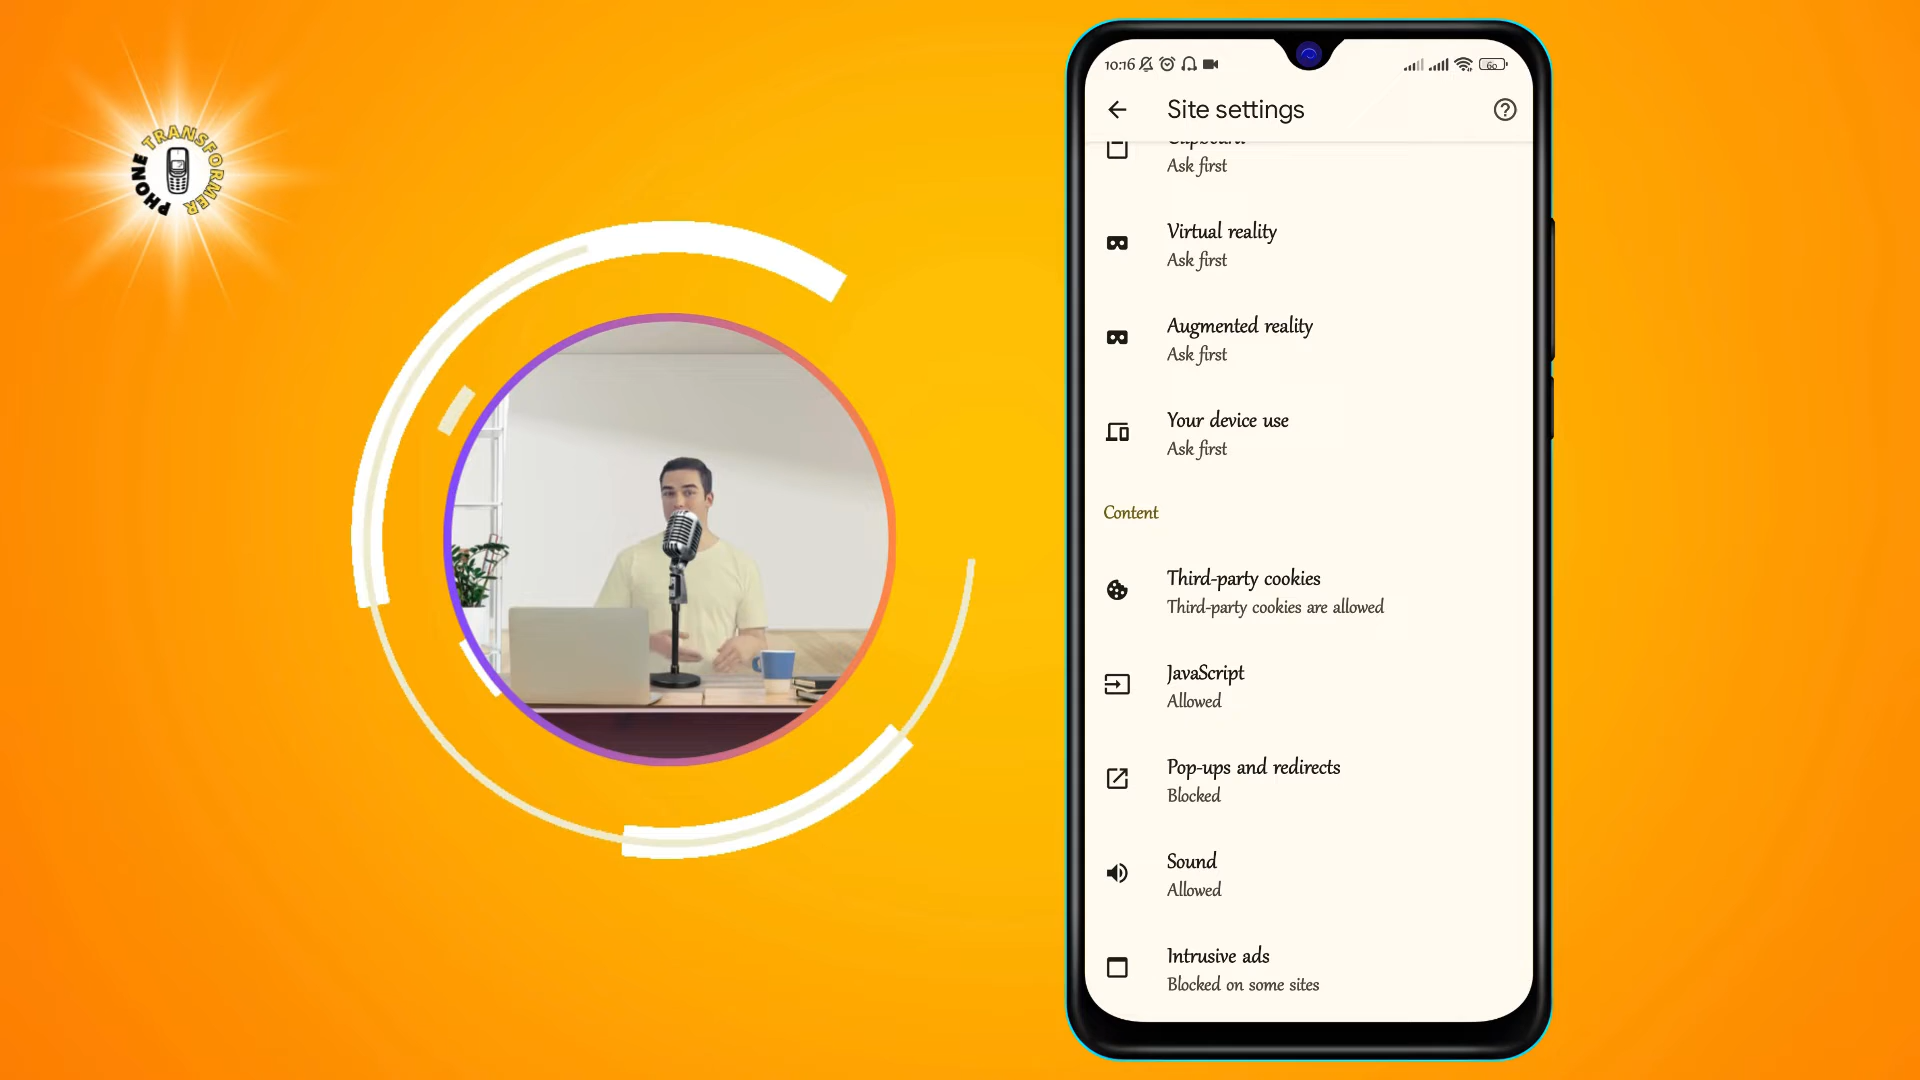 PHONE TRANSFORMER
10:16
60
Site settings
Clipboard
Ask first
Virtual reality
Ask first
Augmented reality
Ask first
Your device use
Ask first
Content
Third-party cookies
Third-party cookies are allowed
JavaScript
Allowed
Pop-ups and redirects
Blocked
Sound
Allowed
Intrusive ads
Blocked on some sites